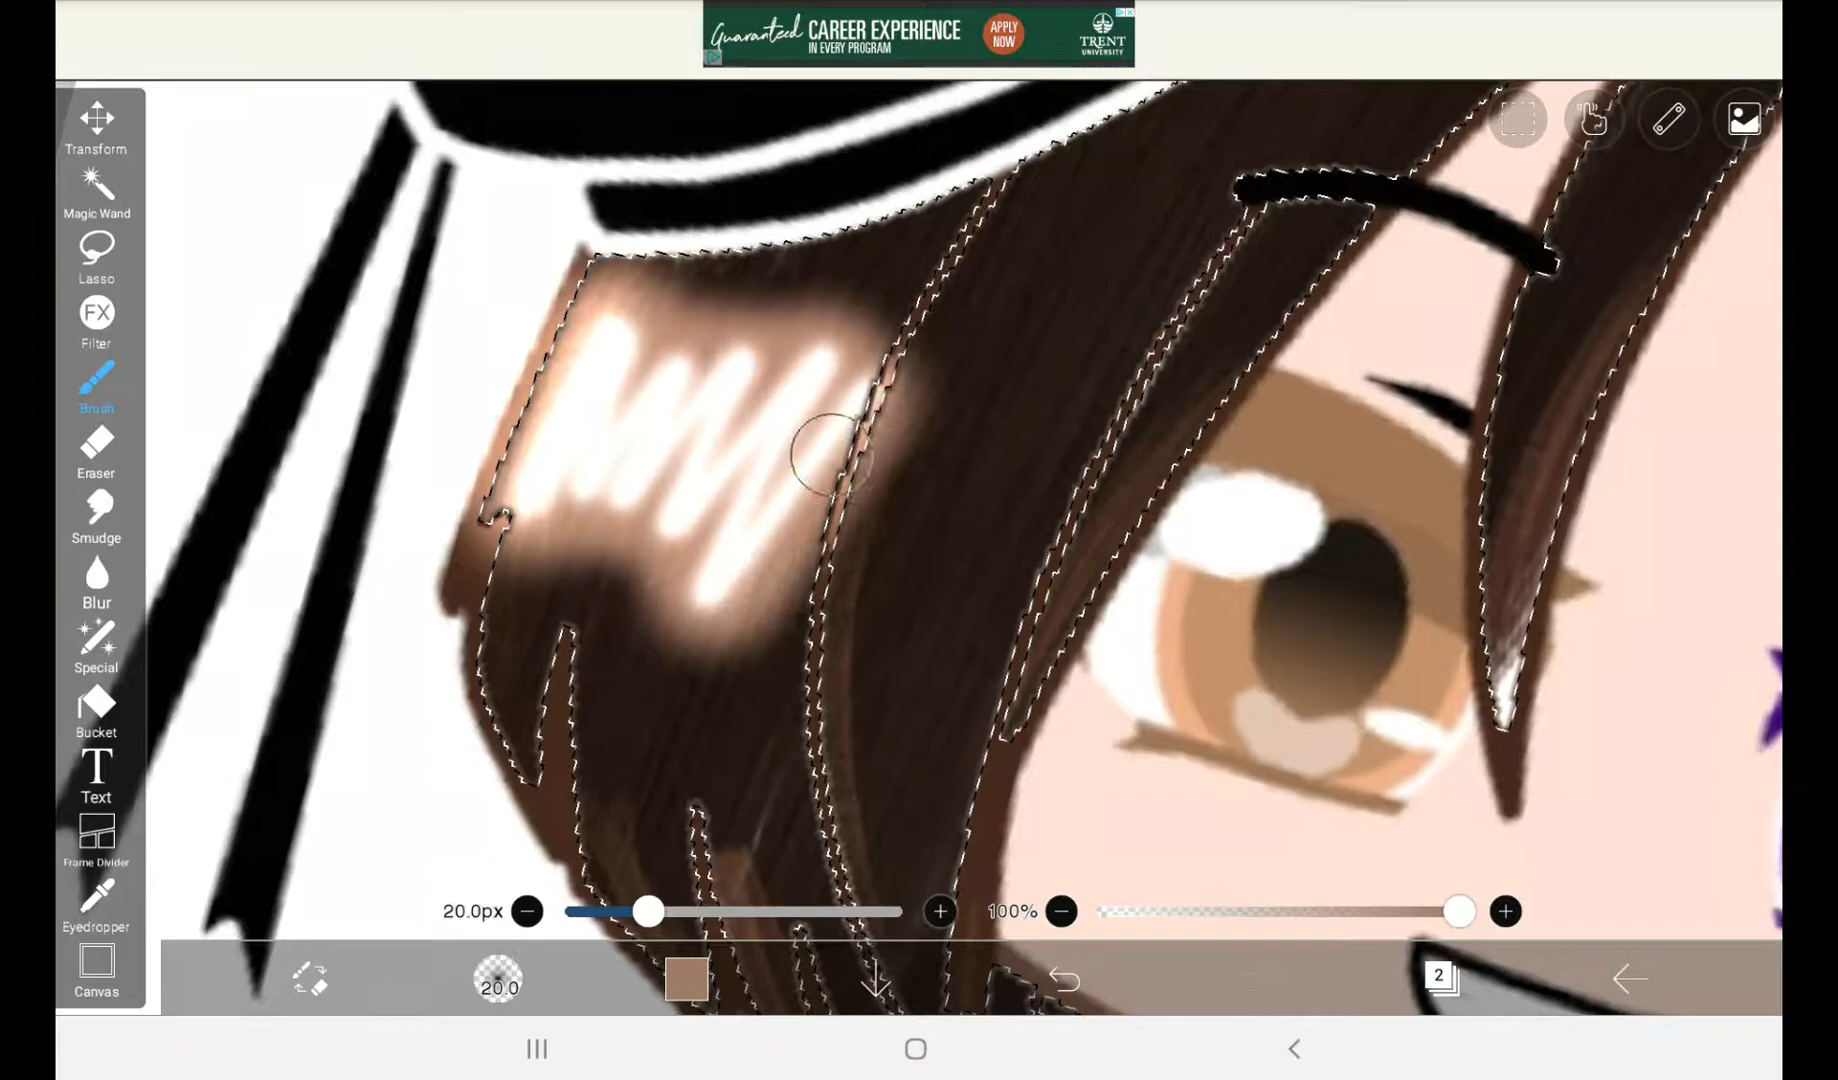 Guaranteed CAREER EXPERIENCE
IN EVERY PROGRAM
APPLY
NOW
TRENT
UNIVERSITY
Transform
Magic Wand
Lasso
FX
Filter
Brush
Eraser
Smudge
Blur
Special
Bucket
T
Text
Frame Divider
Eyedropper
Canvas
20.0px
100%
20.0
2